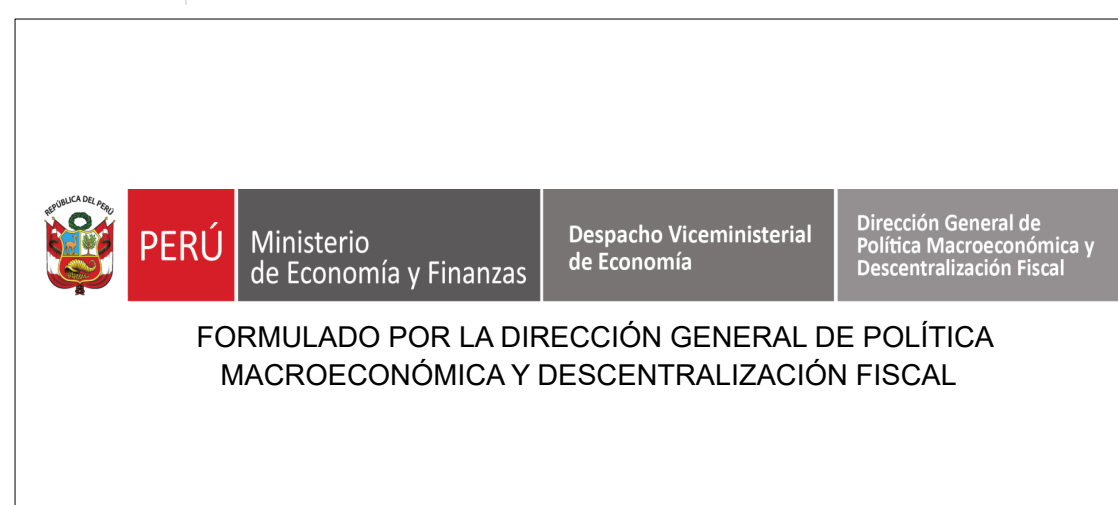 REPÚBLICA DEL PERÚ
PERÚ
Ministerio
de Economía y Finanzas
Despacho Viceministerial
de Economía
Dirección General de
Política Macroeconómica y
Descentralización Fiscal
FORMULADO POR LA DIRECCIÓN GENERAL DE POLÍTICA
MACROECONÓMICA Y DESCENTRALIZACIÓN FISCAL